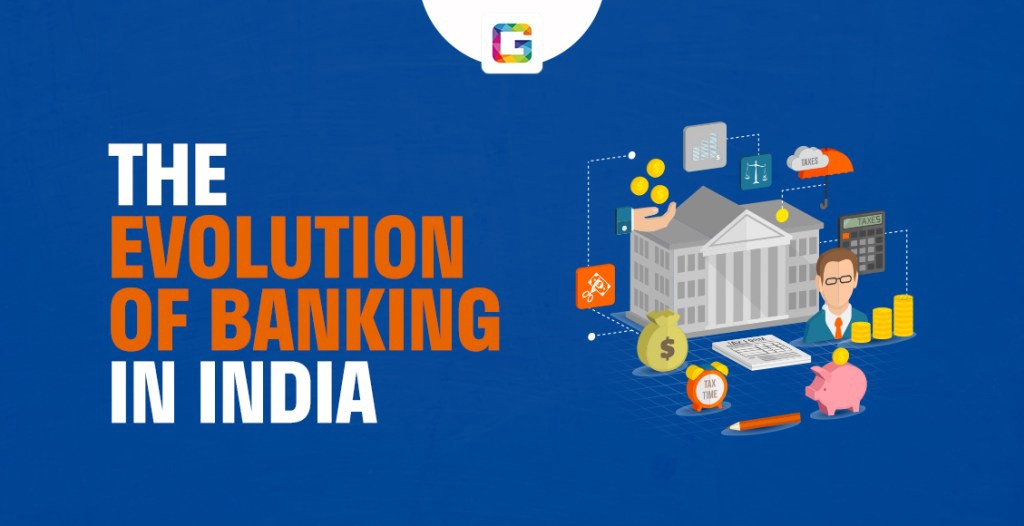 G
THE
EVOLUTION
OF BANKING
IN INDIA
TAXES
TAXES
TAX
TIME